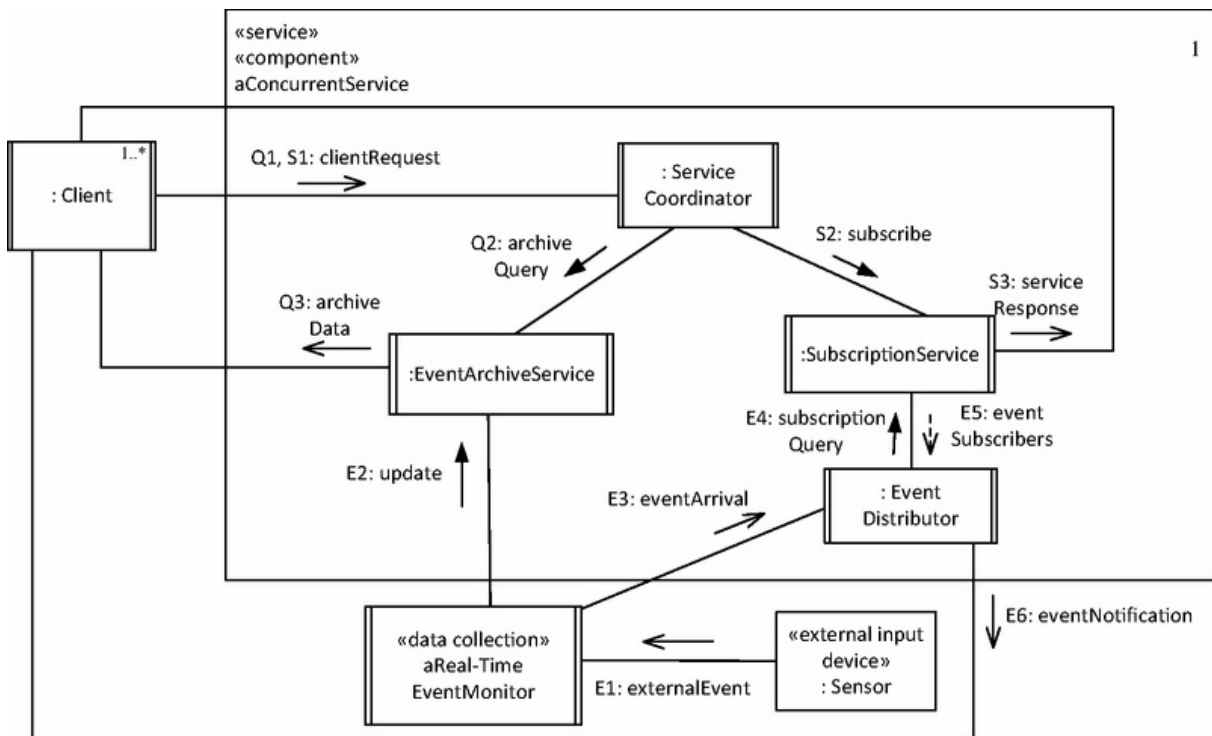 «service»
«component»
aConcurrentService
1
1..*
: Client
Q1, S1: clientRequest
: Service
Coordinator
Q2: archive
Query
S2: subscribe
Q3: archive
Data
S3: service
Response
:EventArchiveService
:SubscriptionService
E4: subscription
Query
E5: event
Subscribers
E2: update
E3: eventArrival
: Event
Distributor
«data collection»
aReal-Time
EventMonitor
E1: externalEvent
«external input
device»
: Sensor
E6: eventNotification